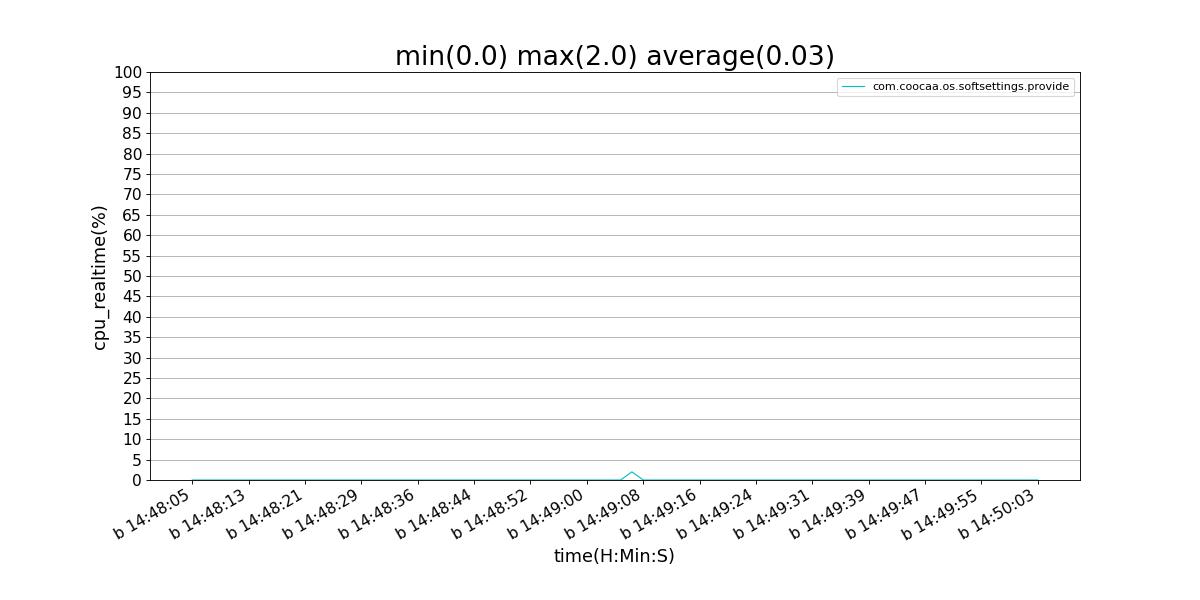 min(0.0) max(2.0) average(0.03)
com.coocaa.os.softsettings.provide
100
95
90
85
80
75
70
65
60
55
50
45
40
35
30
25
20
15
10
5
0
cpu_realtime(%)
b 14:48:05
b 14:48:13
b 14:48:21
b 14:48:29
b 14:48:36
b 14:48:44
b 14:48:52
b 14:49:00
b 14:49:08
b 14:49:16
b 14:49:24
b 14:49:31
b 14:49:39
b 14:49:47
b 14:49:55
b 14:50:03
time(H:Min:S)